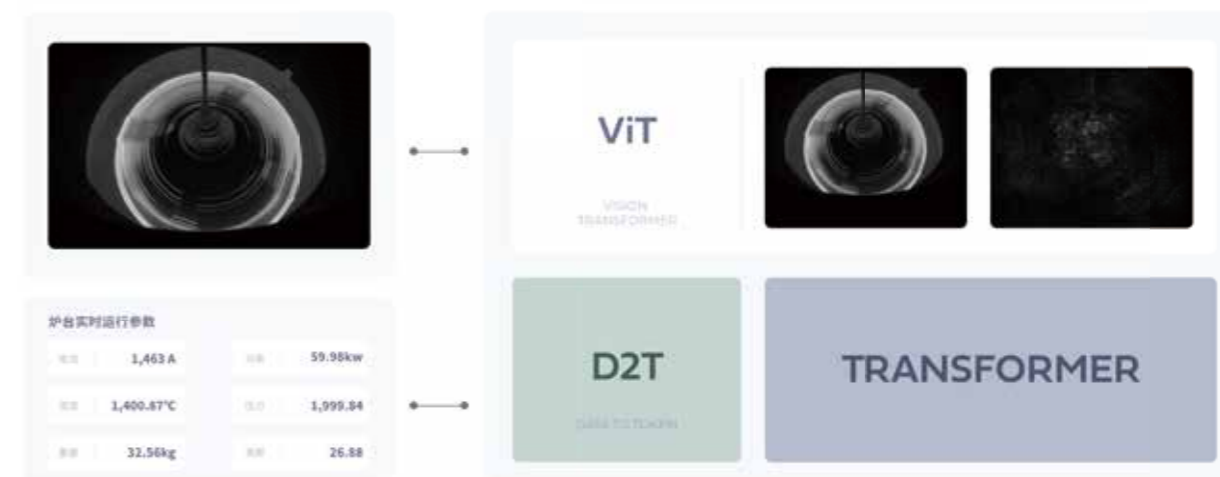 ViT
VISION
TRANSFORMER
炉台实时运行参数
1,463 A
59.98kw
1,400.87℃
1,999.84
32.56kg
26.88
D2T
DATA TO TOKEN
TRANSFORMER